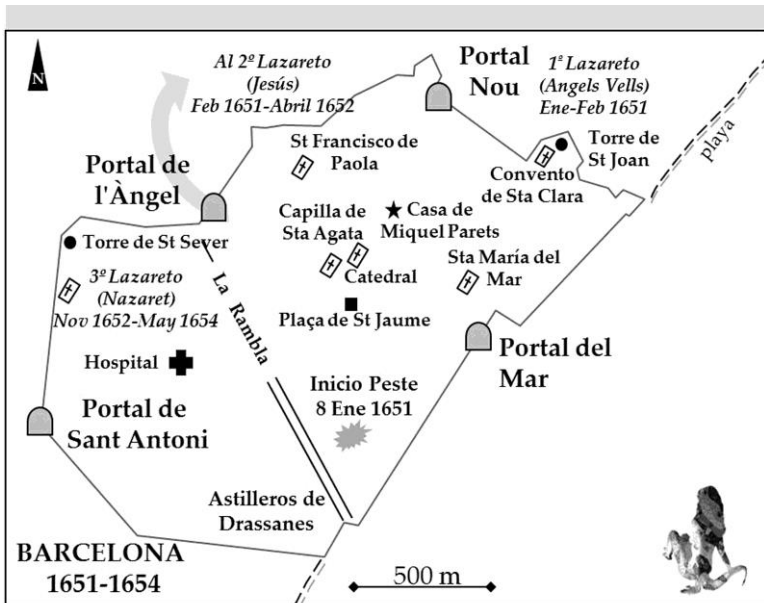 N
Al 2º Lazareto
(Jesús)
Feb 1651-Abril 1652
Portal
Nou
1º Lazareto
(Angels Vells)
Ene-Feb 1651
playa
St Francisco de
Paola
Torre de
St Joan
Convento
de Sta Clara
Portal de
l'Àngel
Capilla de
Sta Agata
Casa de
Miquel Parets
Torre de St Sever
Catedral
Sta María del
Mar
3º Lazareto
(Nazaret)
Nov 1652-May 1654
La Rambla
Plaça de St Jaume
Hospital
Portal del
Mar
Inicio Peste
8 Ene 1651
Portal de
Sant Antoni
Astilleros de
Drassanes
BARCELONA
1651-1654
500 m